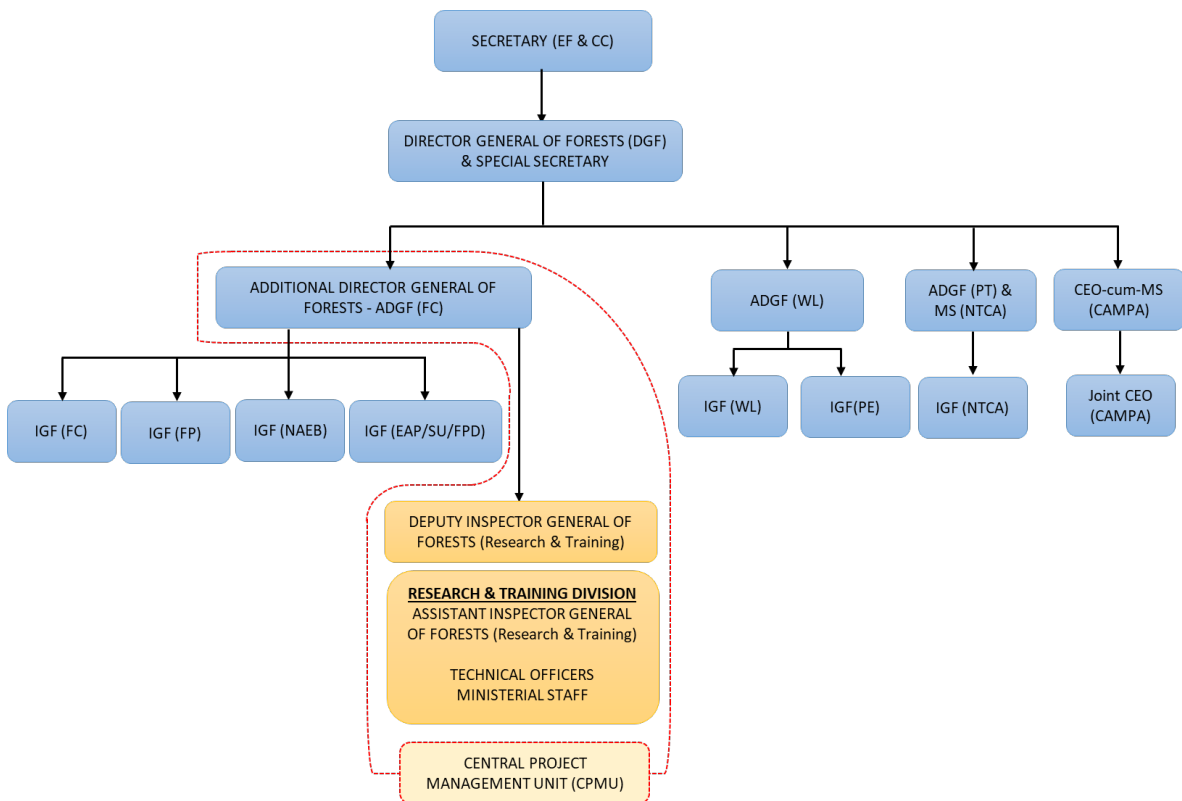 SECRETARY (EF & CC)
DIRECTOR GENERAL OF FORESTS (DGF)
& SPECIAL SECRETARY
ADDITIONAL DIRECTOR GENERAL OF
FORESTS - ADGF (FC)
ADGF (WL)
ADGF (PT) &
MS (NTCA)
CEO-cum-MS
(CAMPA)
IGF (FC)
IGF (FP)
IGF (NAEB)
IGF (EAP/SU/FPD)
IGF (WL)
IGF(PE)
IGF (NTCA)
Joint CEO
(CAMPA)
DEPUTY INSPECTOR GENERAL OF
FORESTS (Research & Training)
RESEARCH & TRAINING DIVISION
ASSISTANT INSPECTOR GENERAL
OF FORESTS (Research & Training)
TECHNICAL OFFICERS
MINISTERIAL STAFF
CENTRAL PROJECT
MANAGEMENT UNIT (CPMU)